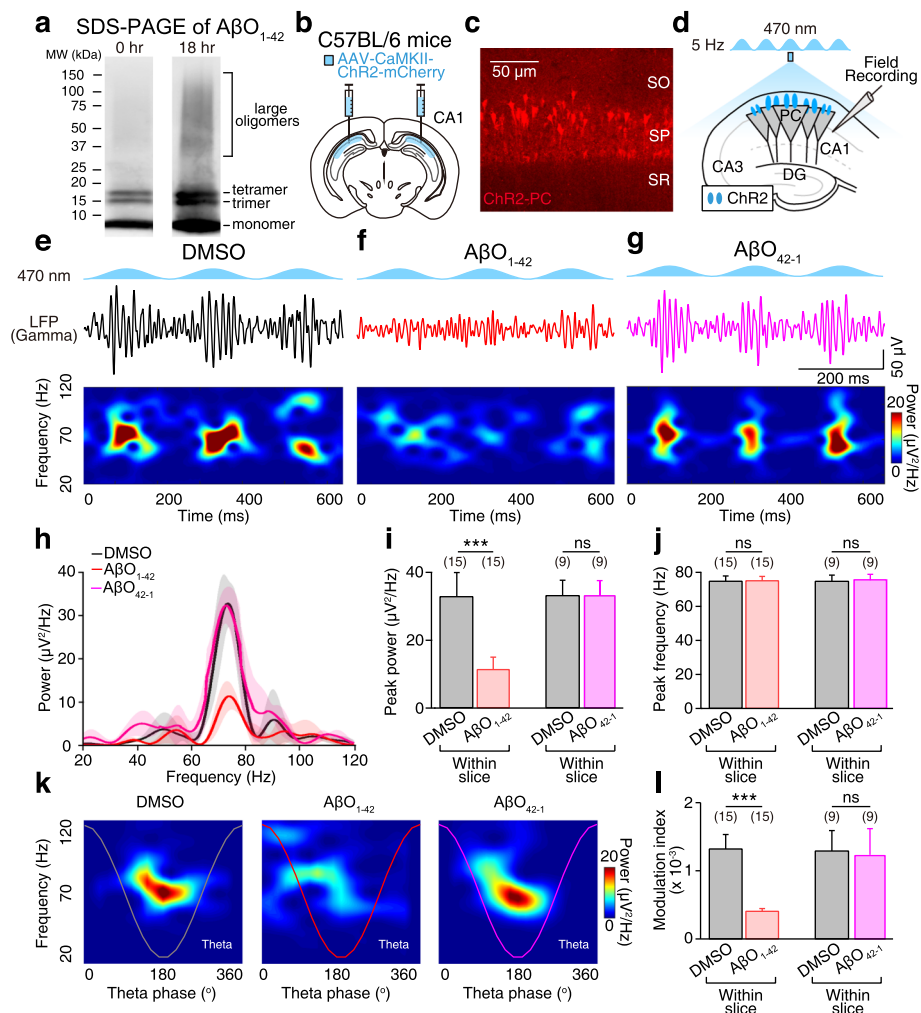 a
SDS-PAGE of AβO1-42
MW (kDa)
0 hr
18 hr
150
100
75
50
37
25
20
15
10
large
oligomers
tetramer
trimer
monomer
b
C57BL/6 mice
AAV-CaMKII-
ChR2-mCherry
CA1
c
50 µm
SO
SP
SR
ChR2-PC
d
470 nm
5 Hz
Field
Recording
PC
CA1
CA3
DG
ChR2
e
DMSO
f
AβO1-42
g
AβO42-1
470 nm
LFP
(Gamma)
50 µV
200 ms
Frequency (Hz)
120
70
20
0 200 400 600
Time (ms)
0 200 400 600
Time (ms)
0 200 400 600
Time (ms)
20
0
Power (µV2/Hz)
h
DMSO
AβO1-42
AβO42-1
Power (µV2/Hz)
40
30
20
10
0
20 40 60 80 100 120
Frequency (Hz)
i
Peak power (µV2/Hz)
40
20
0
***
(15) (15)
ns
(9) (9)
DMSO
AβO1-42
DMSO
AβO42-1
Within
slice
Within
slice
j
Peak frequency (Hz)
80
40
0
ns
(15) (15)
ns
(9) (9)
DMSO
AβO1-42
DMSO
AβO42-1
Within
slice
Within
slice
k
DMSO
AβO1-42
AβO42-1
Frequency (Hz)
120
70
20
Theta
Theta
Theta
0 180 360
Theta phase (o)
0 180 360
Theta phase (o)
0 180 360
Theta phase (o)
20
0
Power (µV2/Hz)
l
Modulation index
(x 10-3)
2
1
0
***
(15) (15)
ns
(9) (9)
DMSO
AβO1-42
DMSO
AβO42-1
Within
slice
Within
slice